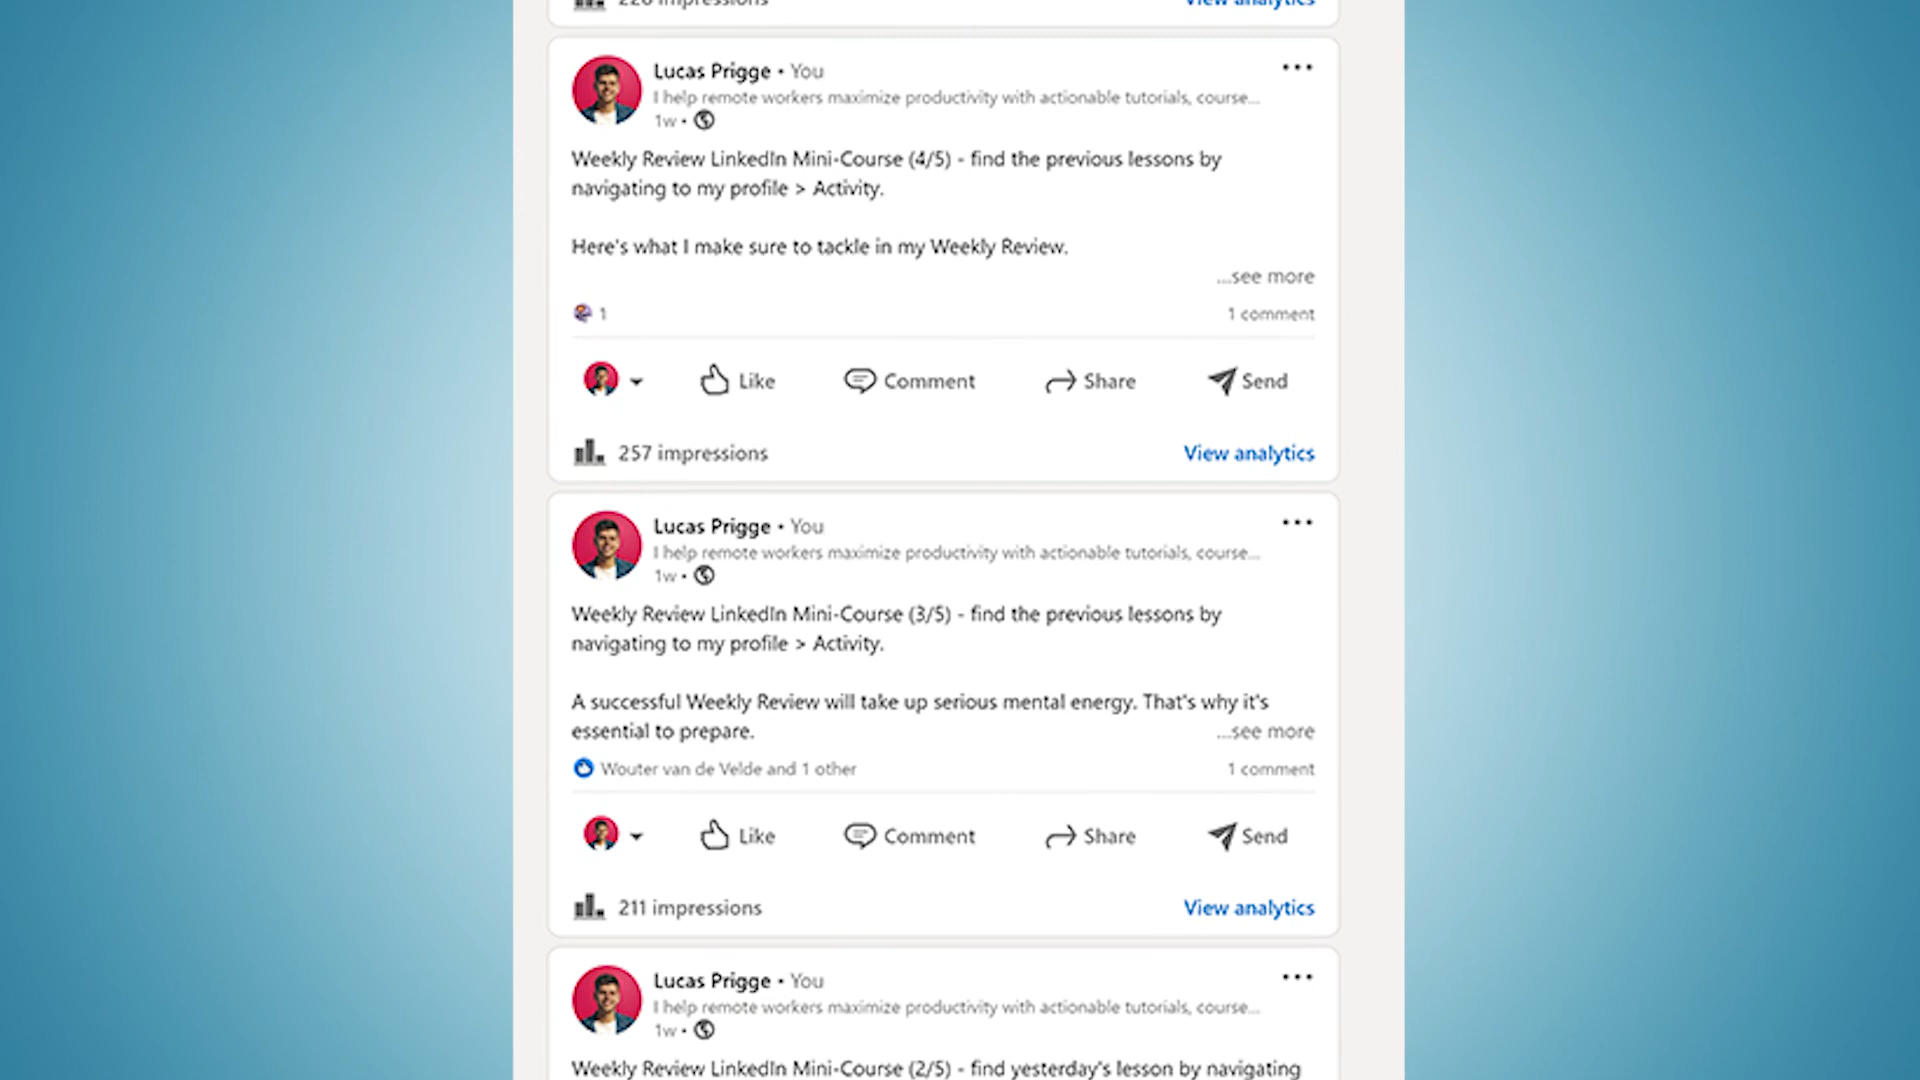 226 impressions View analytics
Lucas Prigge • You
I help remote workers maximize productivity with actionable tutorials, course...
1w •
Weekly Review LinkedIn Mini-Course (4/5) - find the previous lessons by
navigating to my profile > Activity.
Here's what I make sure to tackle in my Weekly Review.
...see more
1 1 comment
Like Comment Share Send
257 impressions View analytics
Lucas Prigge • You
I help remote workers maximize productivity with actionable tutorials, course...
1w •
Weekly Review LinkedIn Mini-Course (3/5) - find the previous lessons by
navigating to my profile > Activity.
A successful Weekly Review will take up serious mental energy. That's why it's
essential to prepare. ...see more
Wouter van de Velde and 1 other 1 comment
Like Comment Share Send
211 impressions View analytics
Lucas Prigge • You
I help remote workers maximize productivity with actionable tutorials, course...
1w •
Weekly Review LinkedIn Mini-Course (2/5) - find yesterday's lesson by navigating